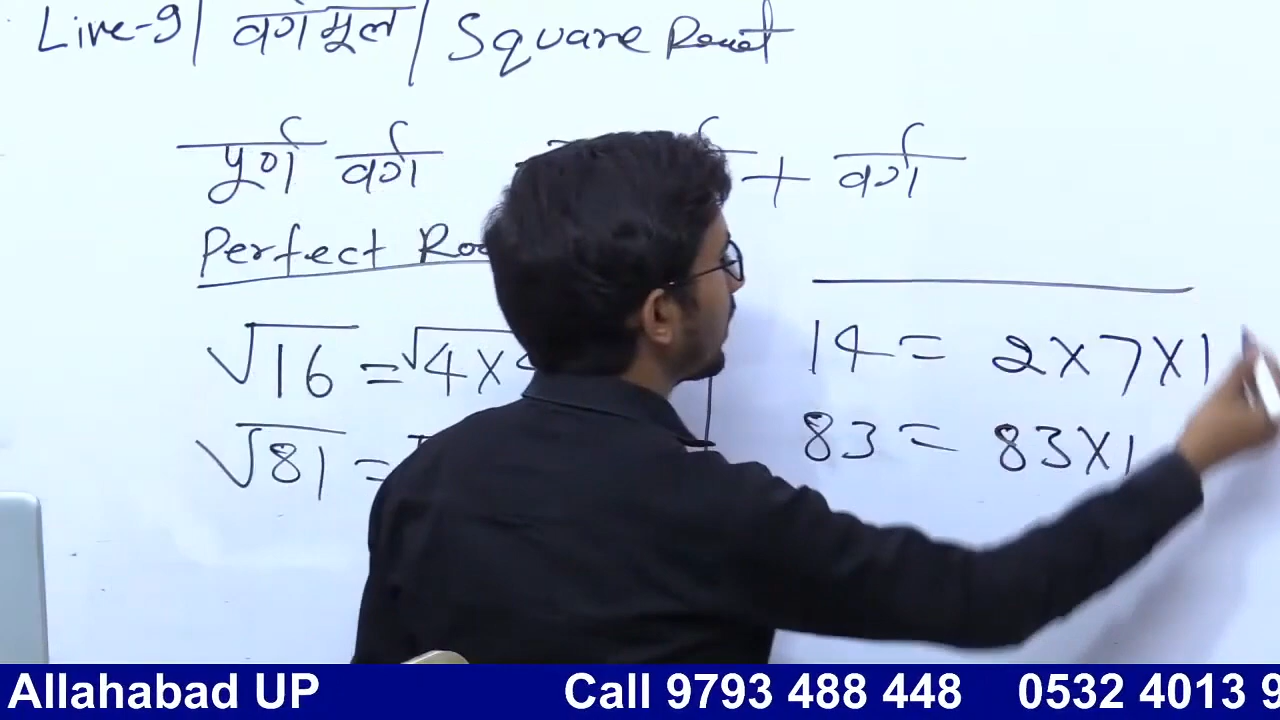 Live-9| वर्गमूल | Square Root
पूर्ण वर्ग + वर्ग
Perfect
√16 = √4×
√81 =
14 = 2×7×1
83 = 83×1
Allahabad UP Call 9793 488 448 0532 4013 9